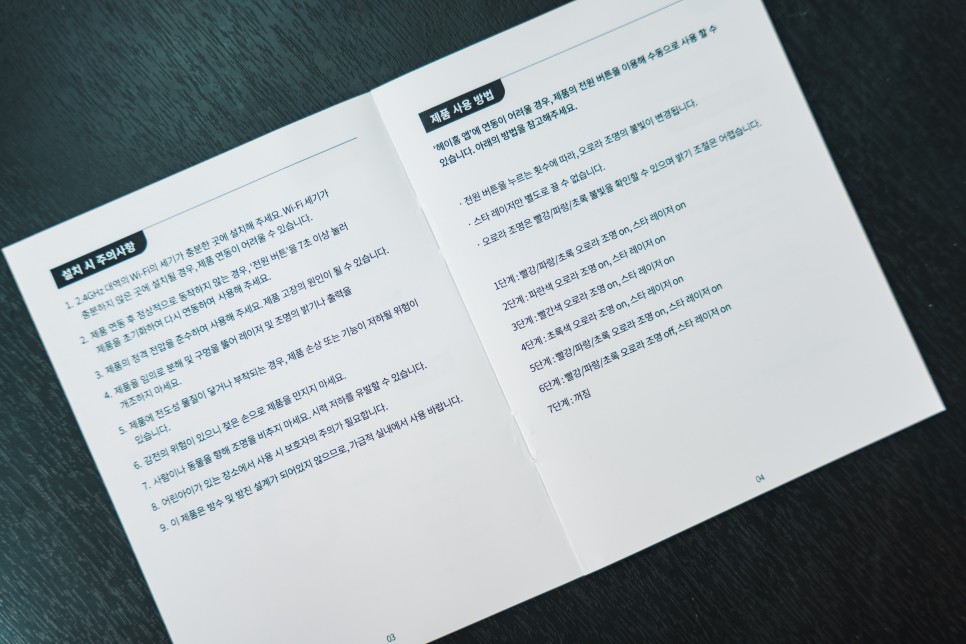 설치 시 주의사항
1. 2.4GHz 대역의 Wi-Fi의 세기가 충분한 곳에 설치해 주세요. Wi-Fi 세기가
충분하지 않은 곳에 설치될 경우, 제품 연동이 어려울 수 있습니다.
2. 제품 연동 후 정상적으로 동작하지 않는 경우, '전원 버튼'을 7초 이상 눌러
제품을 초기화하여 다시 연동하여 사용해 주세요.
3. 제품의 정격 전압을 준수하여 사용해 주세요. 제품 고장의 원인이 될 수 있습니다.
4. 제품을 임의로 분해 및 구멍을 뚫어 레이저 및 조명의 밝기나 출력을
개조하지 마세요.
5. 제품에 전도성 물질이 닿거나 부착되는 경우, 제품 손상 또는 기능이 저하될 위험이
있습니다.
6. 감전의 위험이 있으니 젖은 손으로 제품을 만지지 마세요.
7. 사람이나 동물을 향해 조명을 비추지 마세요. 시력 저하를 유발할 수 있습니다.
8. 어린아이가 있는 장소에서 사용 시 보호자의 주의가 필요합니다.
9. 이 제품은 방수 및 방진 설계가 되어있지 않으므로, 가급적 실내에서 사용 바랍니다.
03
제품 사용 방법
'헤이홈 앱'에 연동이 어려울 경우, 제품의 전원 버튼을 이용해 수동으로 사용 할 수
있습니다. 아래의 방법을 참고해주세요.
· 전원 버튼을 누르는 횟수에 따라, 오로라 조명의 불빛이 변경됩니다.
· 스타 레이저만 별도로 끌 수 없습니다.
· 오로라 조명은 빨강/파랑/초록 불빛을 확인할 수 있으며 밝기 조절은 어렵습니다.
1단계 : 빨강/파랑/초록 오로라 조명 on, 스타 레이저 on
2단계 : 파란색 오로라 조명 on, 스타 레이저 on
3단계 : 빨간색 오로라 조명 on, 스타 레이저 on
4단계 : 초록색 오로라 조명 on, 스타 레이저 on
5단계 : 빨강/파랑/초록 오로라 조명 on, 스타 레이저 on
6단계 : 빨강/파랑/초록 오로라 조명 off, 스타 레이저 on
7단계 : 꺼짐
04